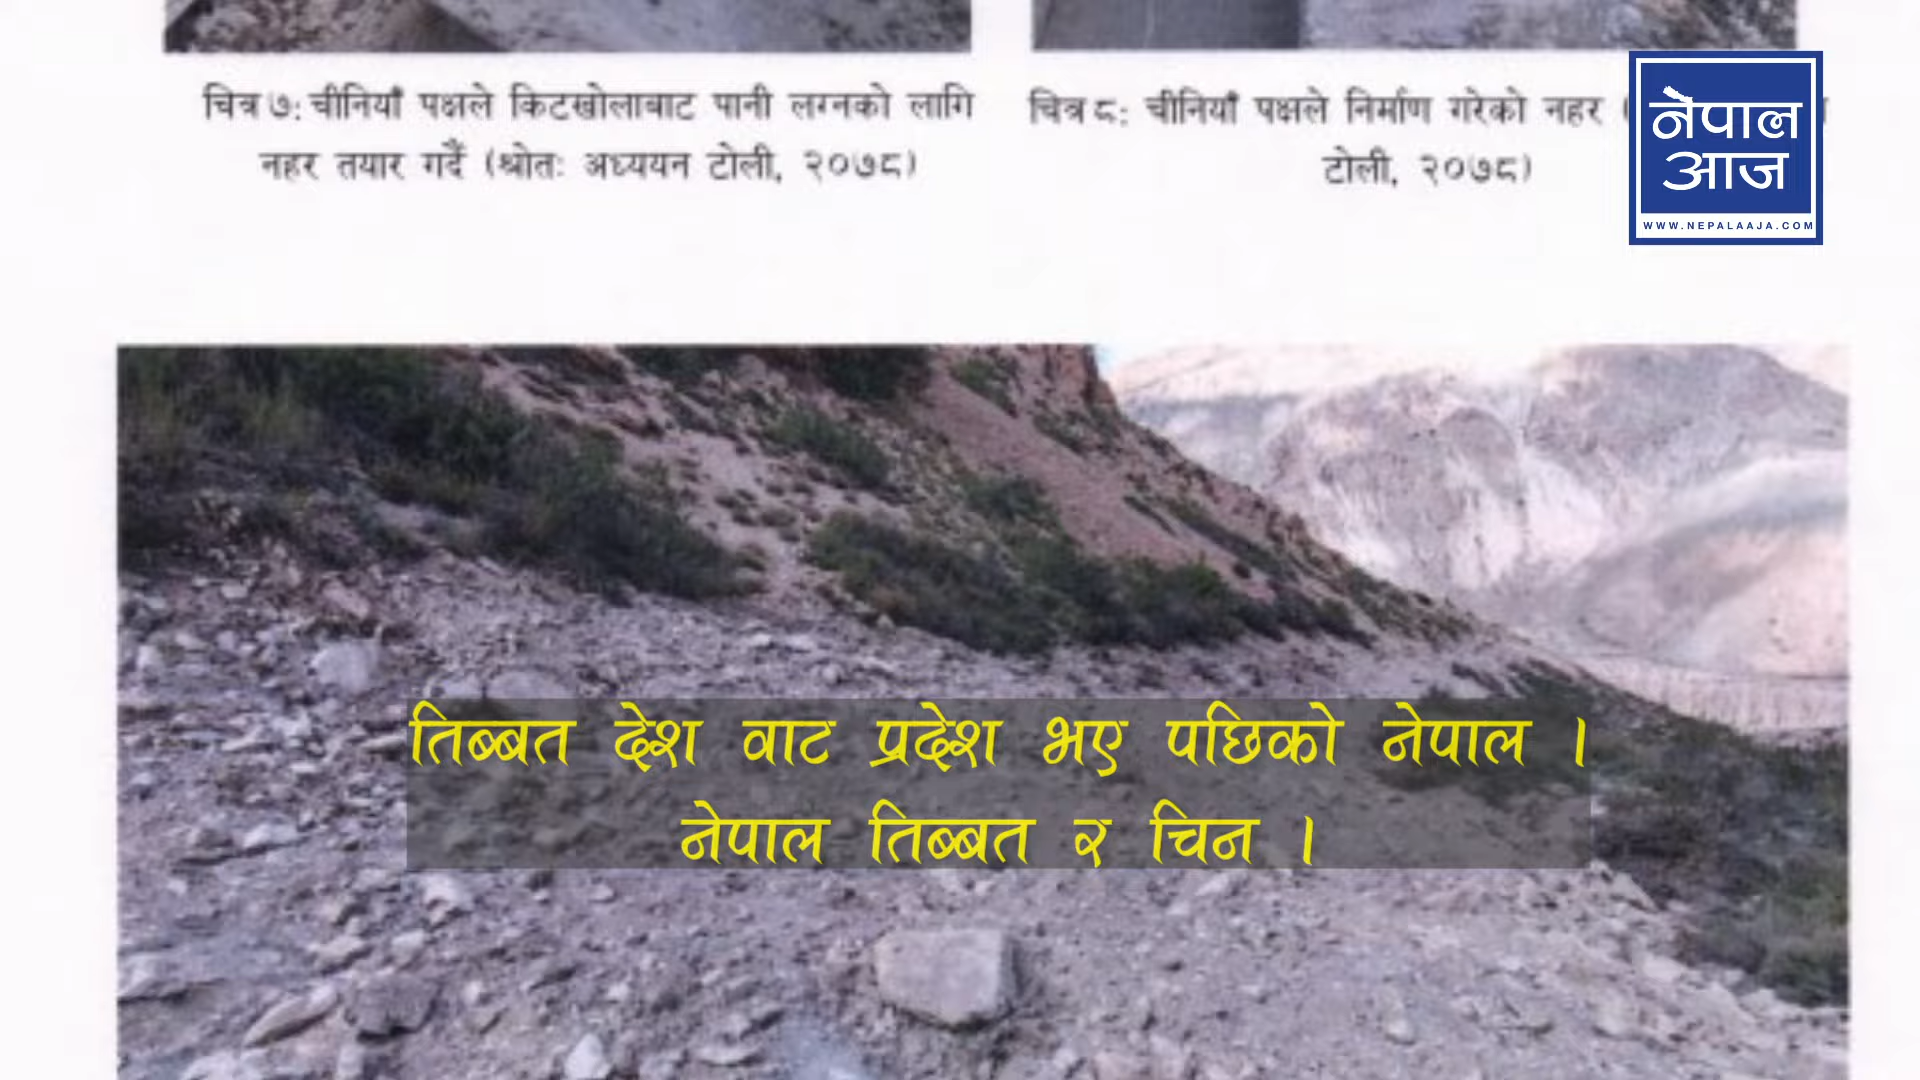 चित्र ७: चीनियाँ पक्षले किटखोलाबाट पानी लग्नको लागि
नहर तयार गर्दै (श्रोतः अध्ययन टोली, २०७८)
चित्र ८: चीनियाँ पक्षले निर्माण गरेको नहर (
टोली, २०७८)
नेपाल
आज
WWW.NEPALAAJA.COM
तिब्बत देश वाट प्रदेश भए पछिको नेपाल ।
नेपाल तिब्बत र चिन ।